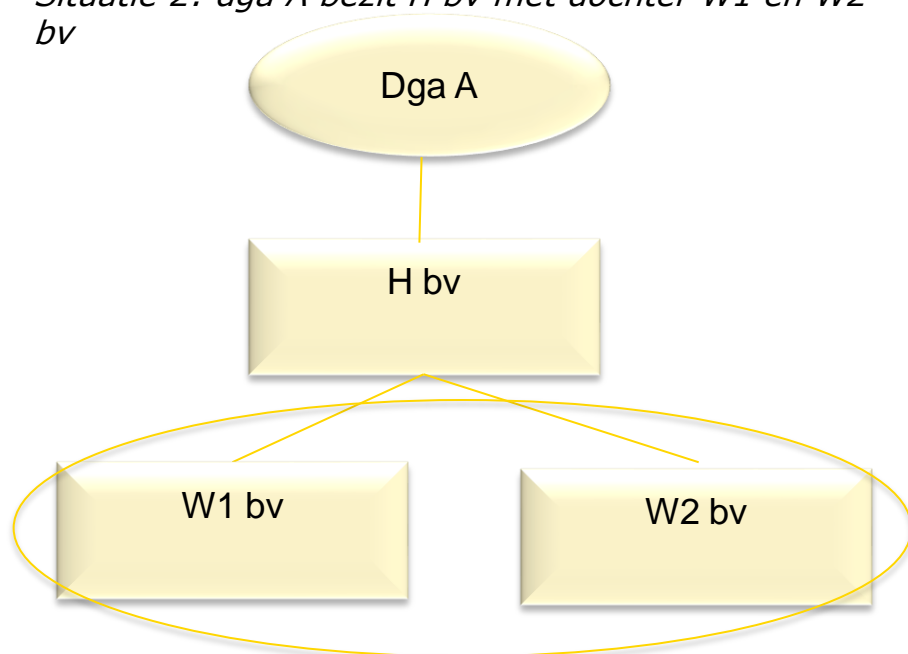 Situatie 2: dga A bezit H bv met dochter W1 en W2
bv
Dga A
H bv
W1 bv
W2 bv